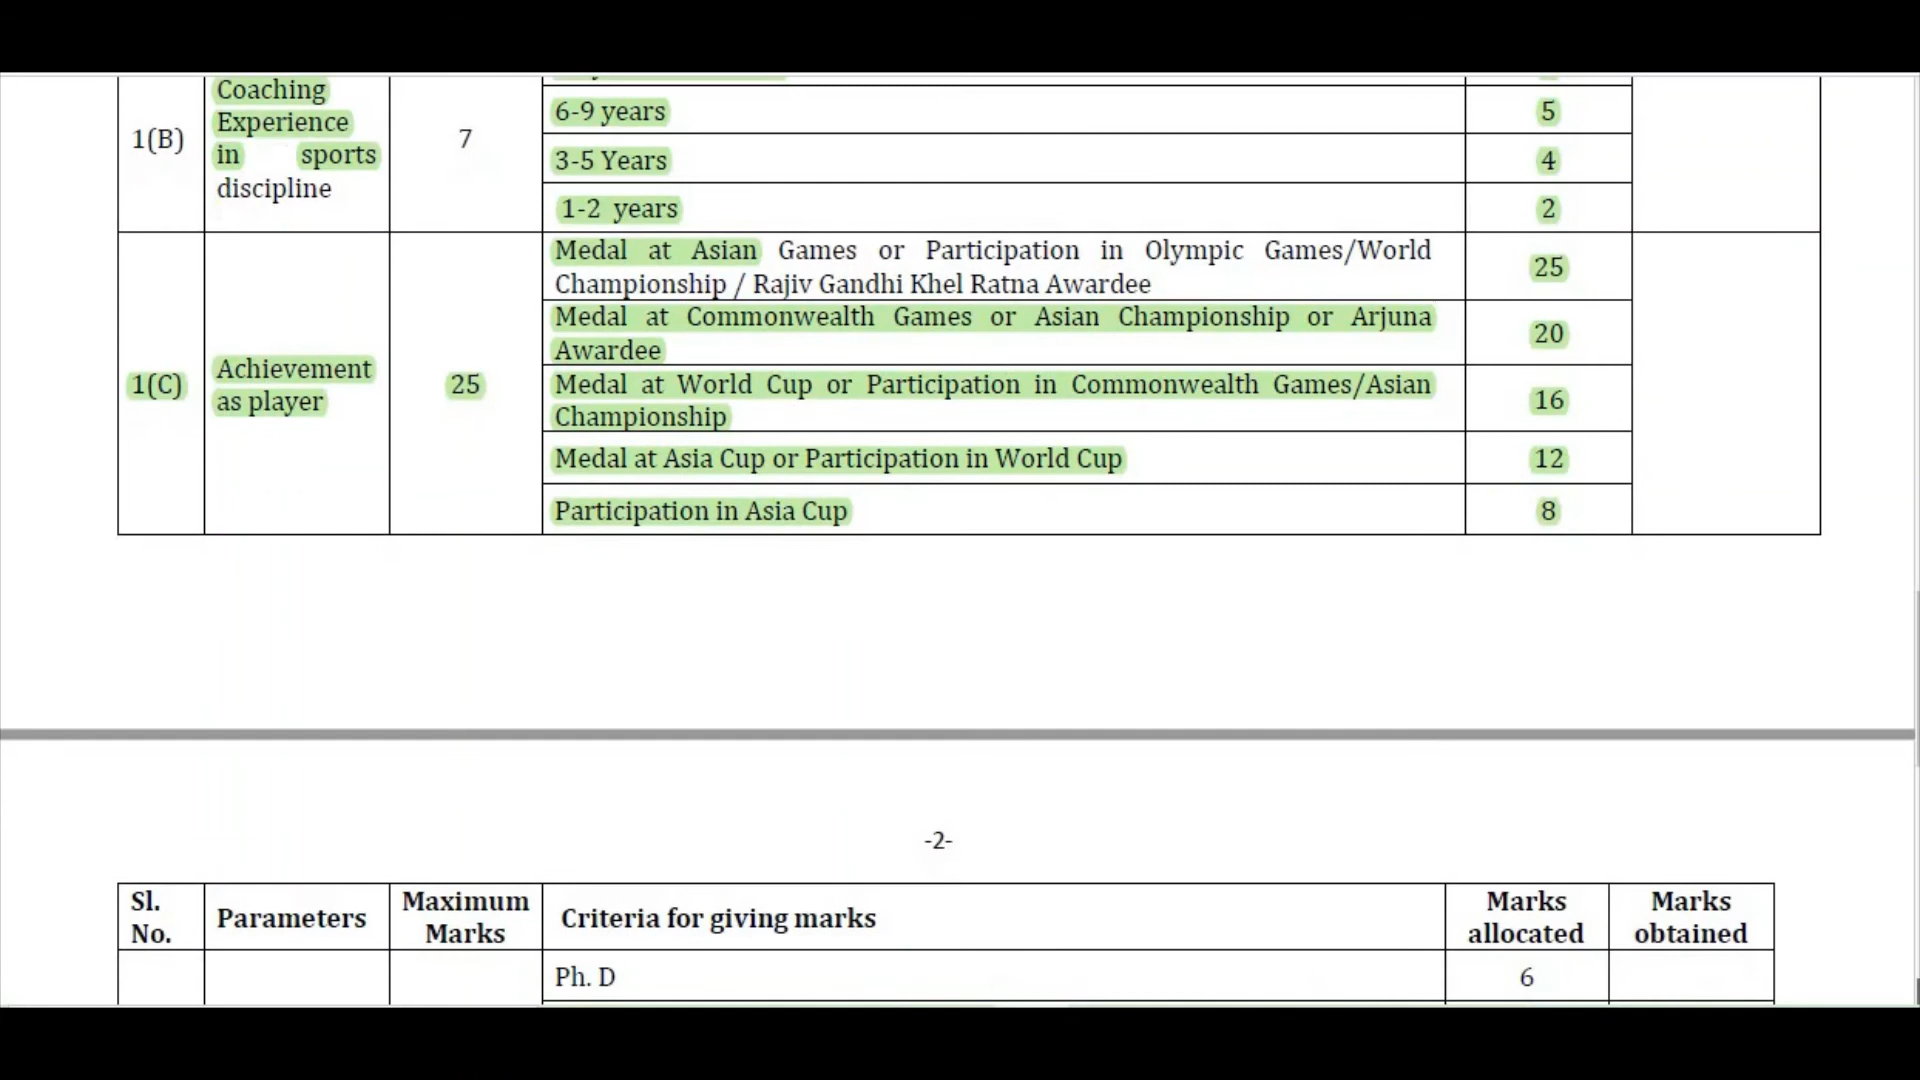 Coaching
Experience
in sports
discipline
1(B)
7
6-9 years
5
3-5 Years
4
1-2 years
2
1(C)
Achievement
as player
25
Medal at Asian Games or Participation in Olympic Games/World
Championship / Rajiv Gandhi Khel Ratna Awardee
25
Medal at Commonwealth Games or Asian Championship or Arjuna
Awardee
20
Medal at World Cup or Participation in Commonwealth Games/Asian
Championship
16
Medal at Asia Cup or Participation in World Cup
12
Participation in Asia Cup
8
-2-
Sl.
No.
Parameters
Maximum
Marks
Criteria for giving marks
Marks
allocated
Marks
obtained
Ph. D
6